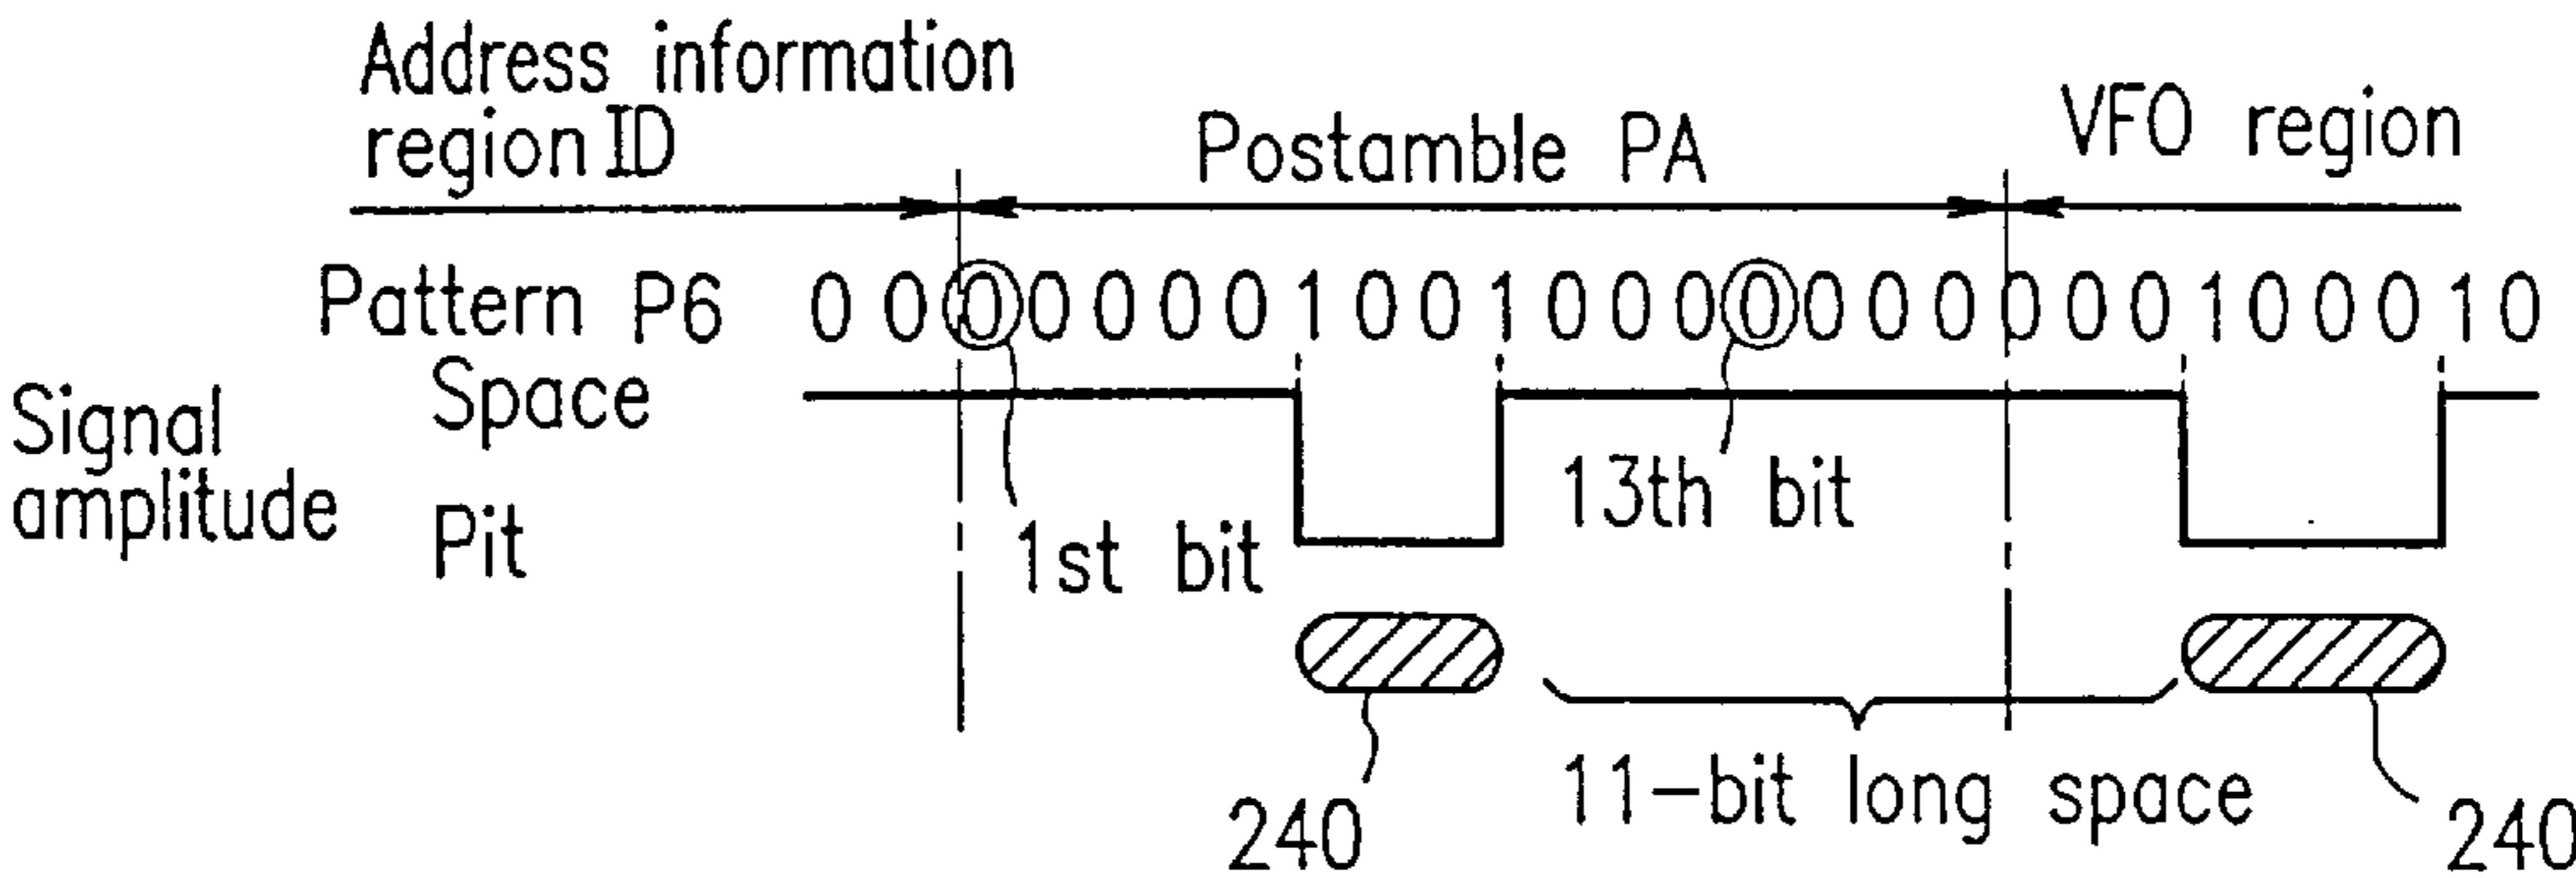 Address information
region ID
Postamble PA
VFO region
Pattern P6 0 0 0 0 0 0 0 1 0 0 1 0 0 0 0 0 0 0 0 0 0 1 0 0 0 1 0
Signal
amplitude
Space
Pit
1st bit
13th bit
11-bit long space
240
240